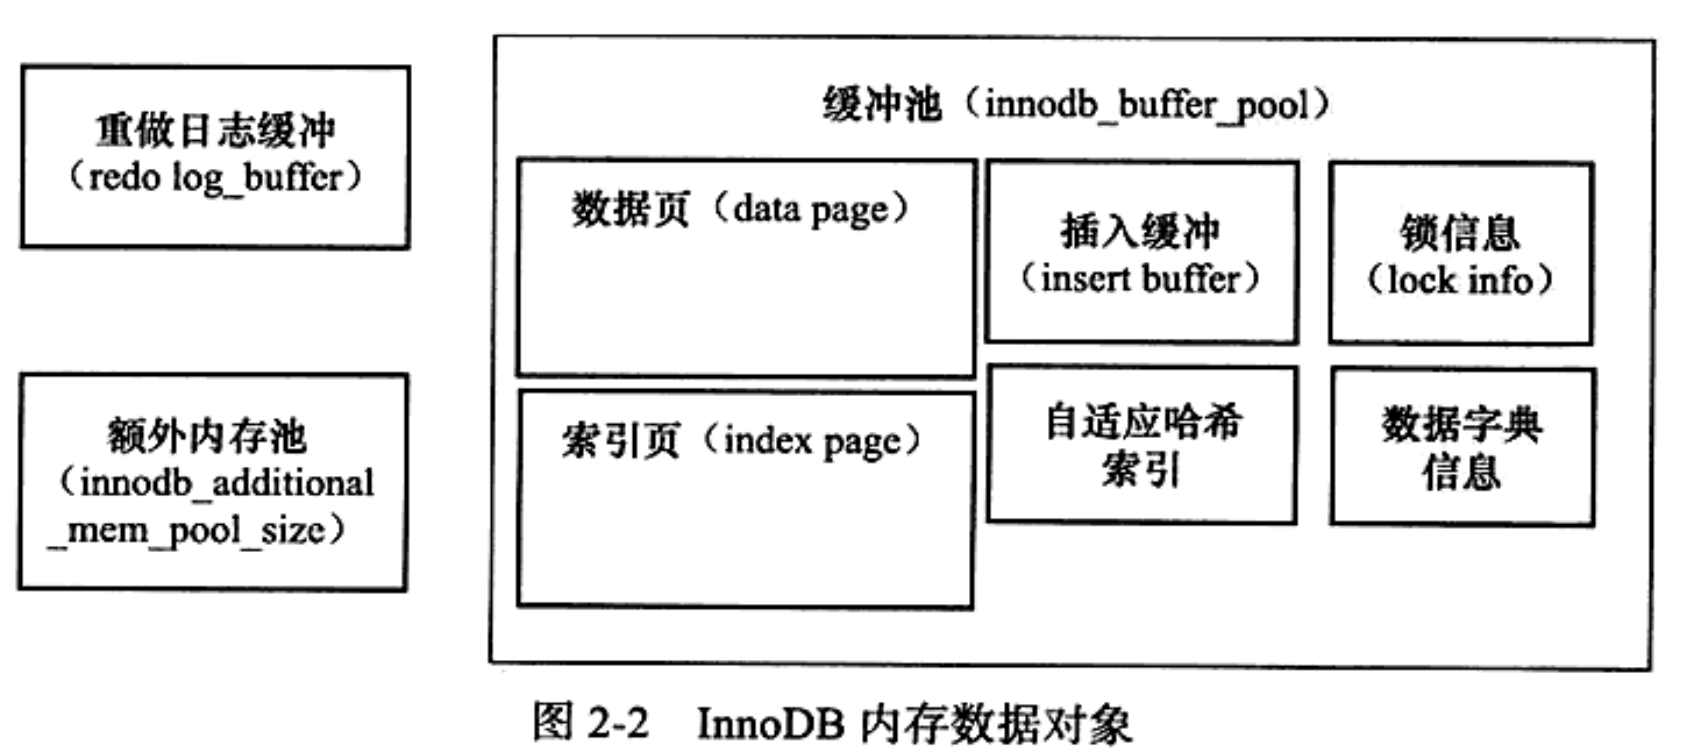 重做日志缓冲
（redo log_buffer）
额外内存池
（innodb_additional
_mem_pool_size）
缓冲池（innodb_buffer_pool）
数据页（data page）
索引页（index page）
插入缓冲
（insert buffer）
锁信息
（lock info）
自适应哈希
索引
数据字典
信息
图 2-2 InnoDB 内存数据对象